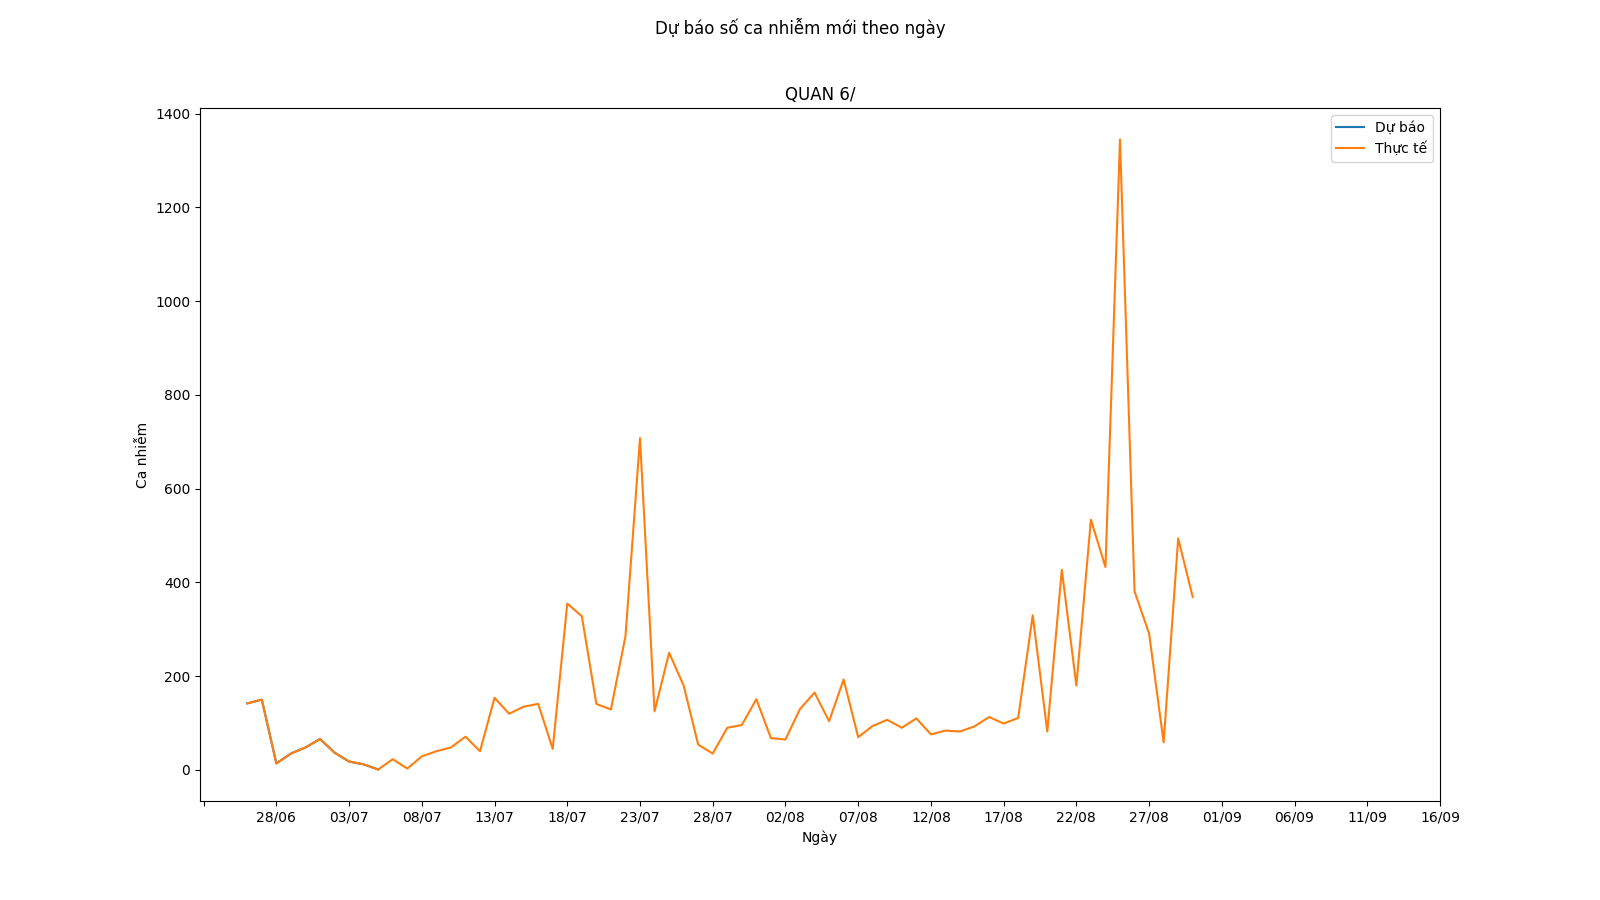 Dự báo số ca nhiễm mới theo ngày
QUAN 6/
Dự báo
Thực tế
1400
1200
1000
800
600
400
200
0
Ca nhiễm
28/06 03/07 08/07 13/07 18/07 23/07 28/07 02/08 07/08 12/08 17/08 22/08 27/08 01/09 06/09 11/09 16/09
Ngày